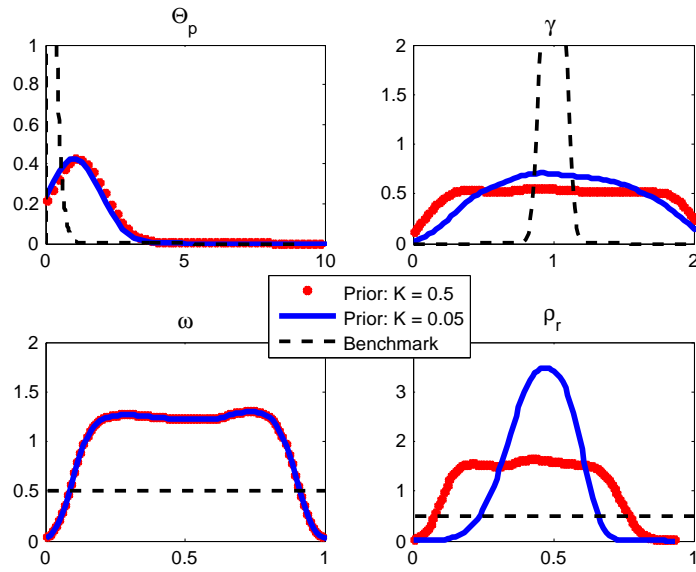 Θp γ
1 2
0.8
0.6 1.5
0.4 1
0.2 0.5
0 0
0 5 10 0 1 2
Prior: K = 0.5
Prior: K = 0.05
Benchmark
ω ρr
2
1.5 3
1 2
0.5 1
0 0
0 0.5 1 0 0.5 1